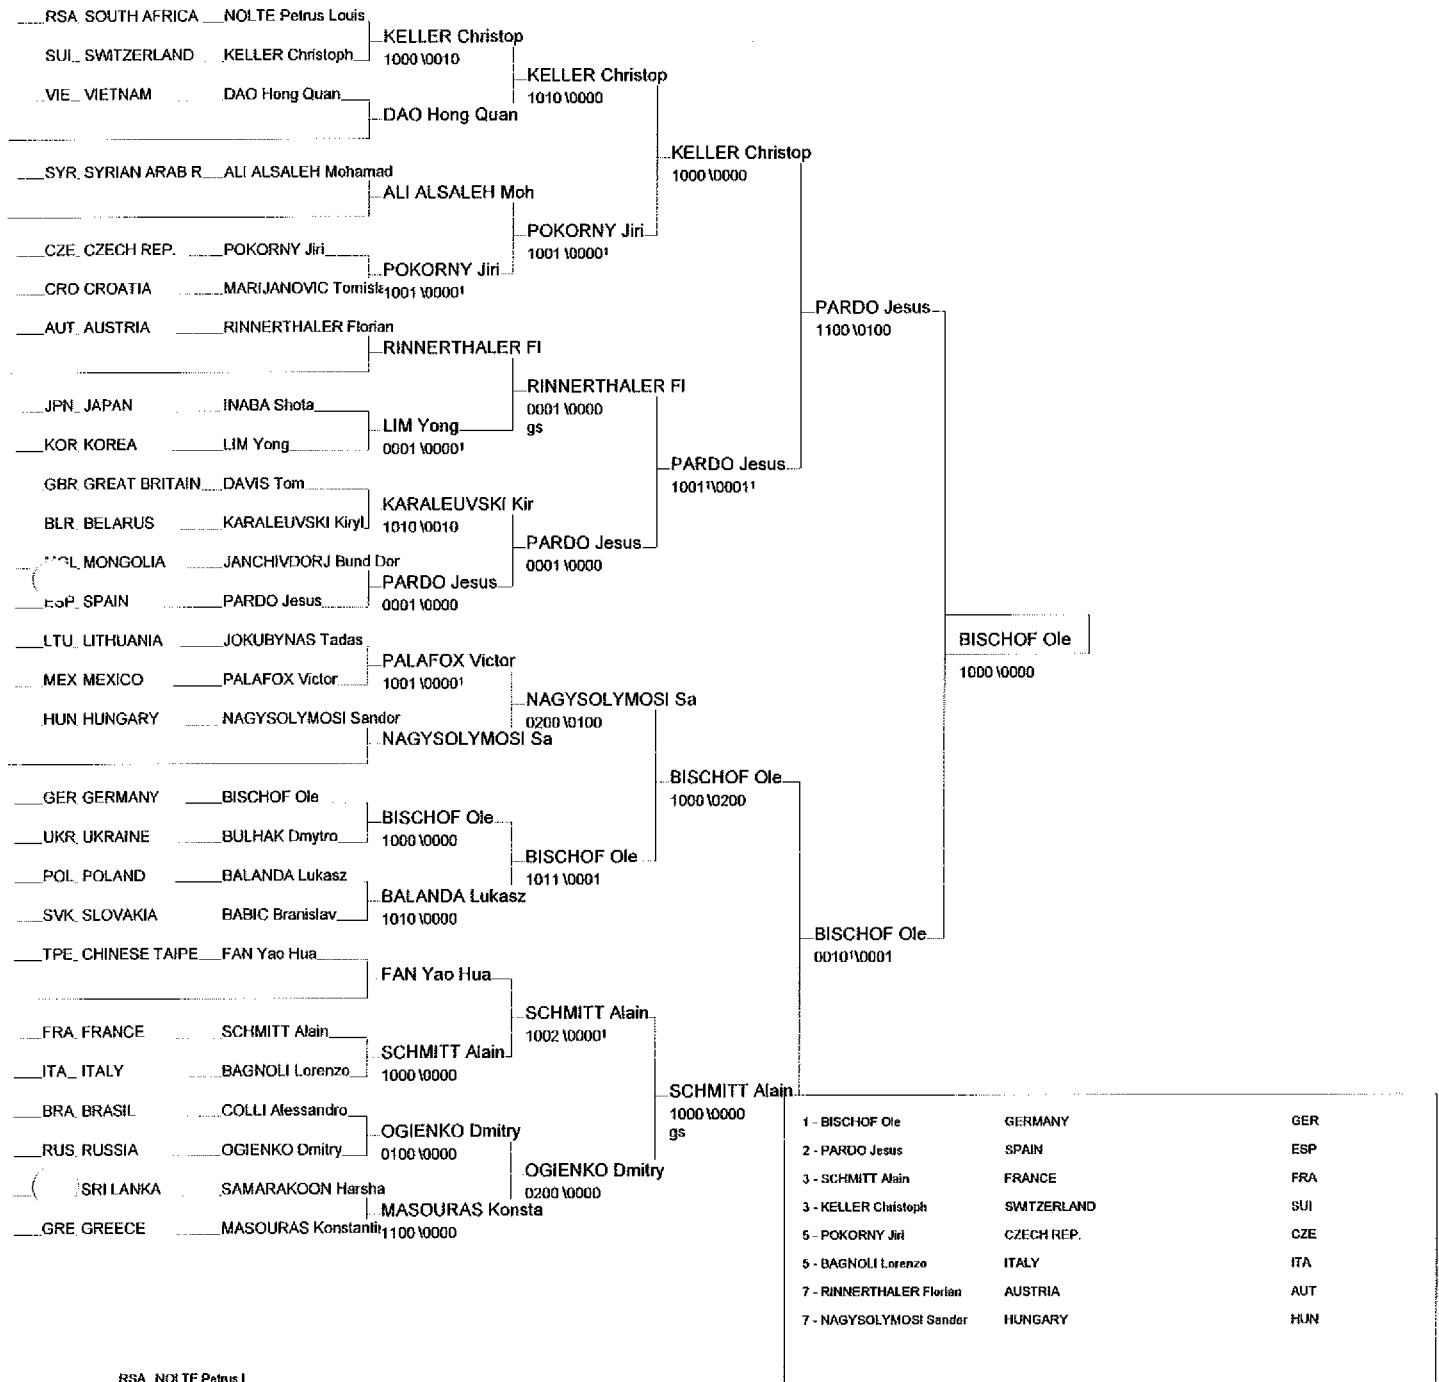 RSA SOUTH AFRICA NOLTE Petrus Louis
KELLER Christop
1000\0010
SUI SWITZERLAND KELLER Christoph
KELLER Christop
1010\0000
VIE VIETNAM DAO Hong Quan
DAO Hong Quan
KELLER Christop
1000\0000
SYR SYRIAN ARAB R ALI ALSALEH Mohamad
ALI ALSALEH Moh
POKORNY Jiri
1001\0000¹
CZE CZECH REP. POKORNY Jiri
POKORNY Jiri
1001\0000¹
CRO CROATIA MARIJANOVIC Tomisla
PARDO Jesus
1100\0100
AUT AUSTRIA RINNERTHALER Florian
RINNERTHALER Fl
RINNERTHALER Fl
0001\0000
gs
JPN JAPAN INABA Shota
LIM Yong
0001\0000¹
KOR KOREA LIM Yong
PARDO Jesus
1001¹\0001¹
GBR GREAT BRITAIN DAVIS Tom
KARALEUVSKI Kir
1010\0010
BLR BELARUS KARALEUVSKI Kiryl
PARDO Jesus
0001\0000
MONGOLIA JANCHIVDORJ Bund Dor
PARDO Jesus
0001\0000
ESP SPAIN PARDO Jesus
BISCHOF Ole
1000\0000
LTU LITHUANIA JOKUBYNAS Tadas
PALAFOX Victor
1001\0000¹
MEX MEXICO PALAFOX Victor
NAGYSOLYMOSI Sa
0200\0100
HUN HUNGARY NAGYSOLYMOSI Sandor
NAGYSOLYMOSI Sa
BISCHOF Ole
1000\0200
GER GERMANY BISCHOF Ole
BISCHOF Ole
1000\0000
UKR UKRAINE BULHAK Dmytro
BISCHOF Ole
1011\0001
POL POLAND BALANDA Lukasz
BALANDA Lukasz
1010\0000
SVK SLOVAKIA BABIC Branislav
BISCHOF Ole
0010¹\0001
TPE CHINESE TAIPE FAN Yao Hua
FAN Yao Hua
SCHMITT Alain
1002\0000¹
FRA FRANCE SCHMITT Alain
SCHMITT Alain
1000\0000
ITA ITALY BAGNOLI Lorenzo
SCHMITT Alain
1000\0000
gs
BRA BRASIL COLLI Alessandro
OGIENKO Dmitry
0100\0000
RUS RUSSIA OGIENKO Dmitry
OGIENKO Dmitry
0200\0000
SRI LANKA SAMARAKOON Harsha
MASOURAS Konsta
1100\0000
GRE GREECE MASOURAS Konstantin
1 - BISCHOF Ole GERMANY GER
2 - PARDO Jesus SPAIN ESP
3 - SCHMITT Alain FRANCE FRA
3 - KELLER Christoph SWITZERLAND SUI
5 - POKORNY Jiri CZECH REP. CZE
5 - BAGNOLI Lorenzo ITALY ITA
7 - RINNERTHALER Florian AUSTRIA AUT
7 - NAGYSOLYMOSI Sandor HUNGARY HUN
RSA NOLTE Petrus L